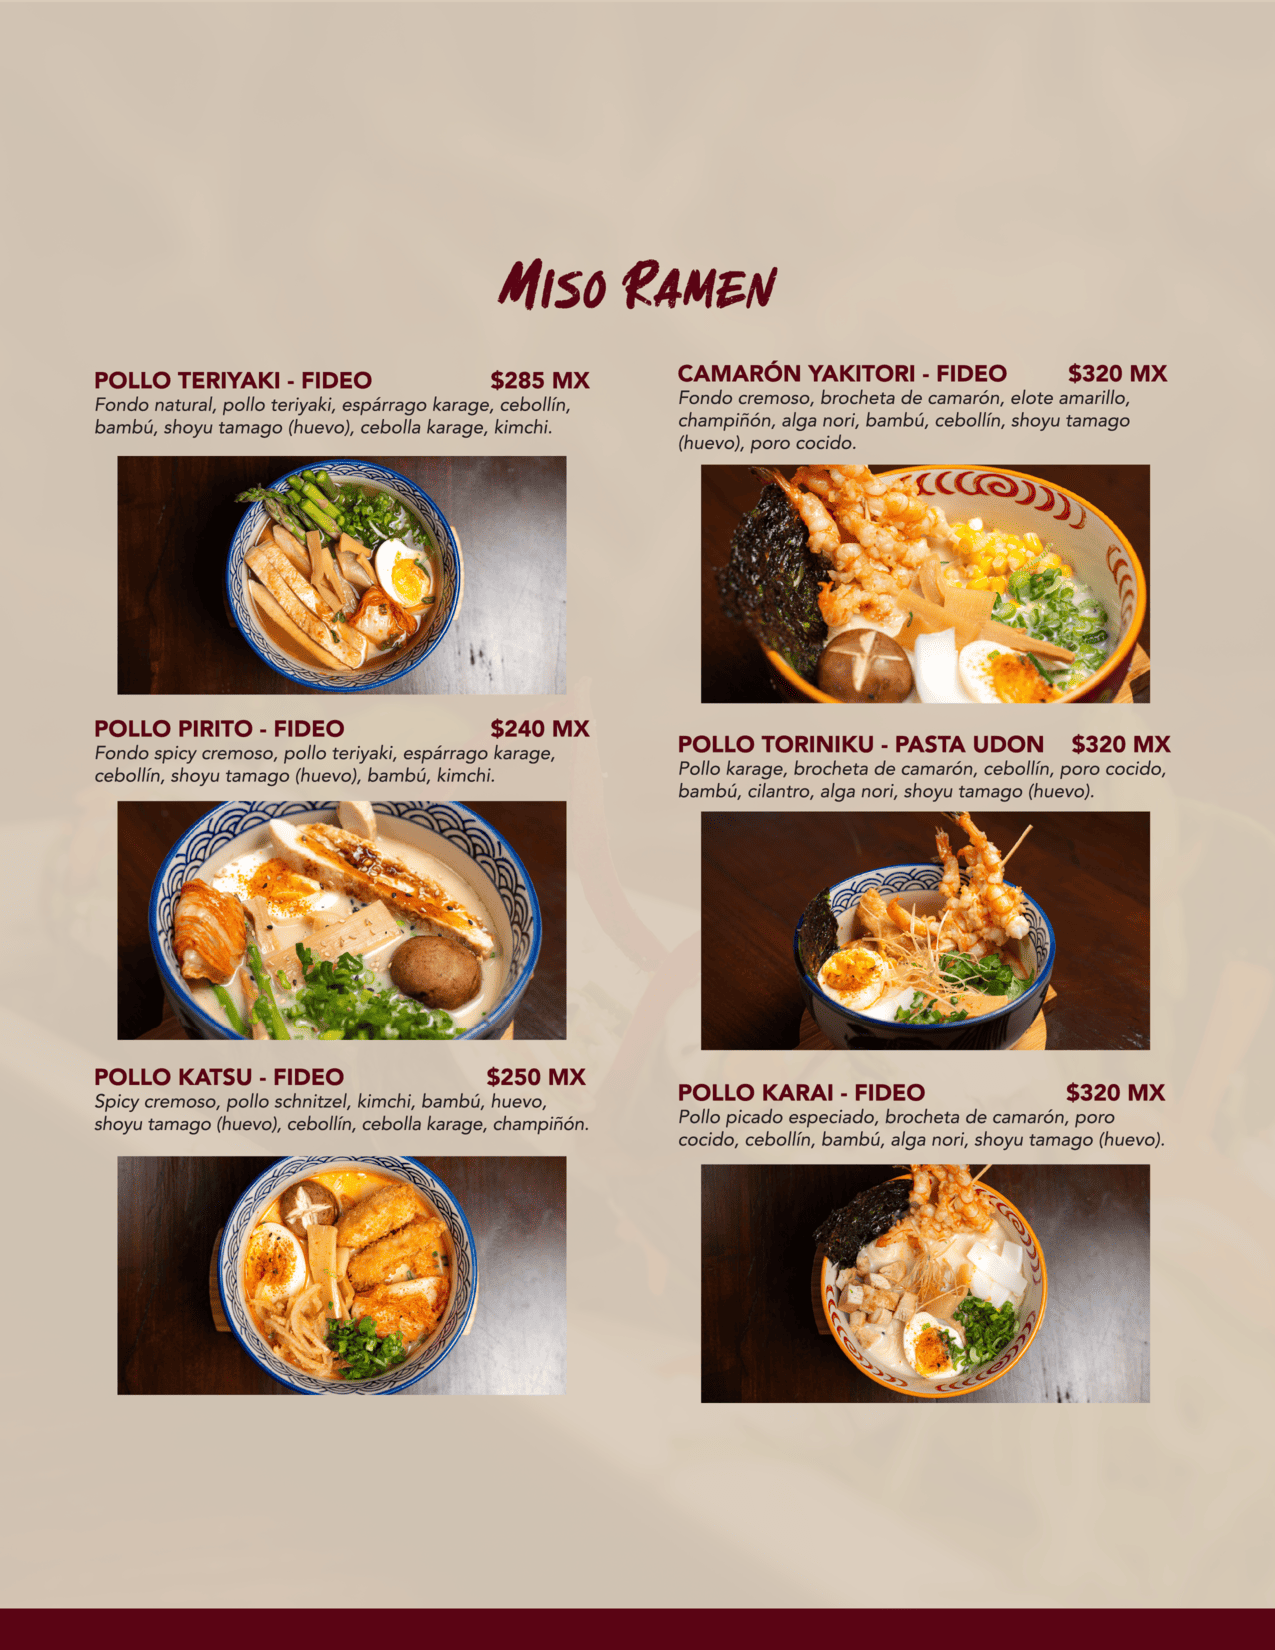 Miso Ramen
POLLO TERIYAKI - FIDEO $285 MX
Fondo natural, pollo teriyaki, espárrago karage, cebollín,
bambú, shoyu tamago (huevo), cebolla karage, kimchi.
POLLO PIRITO - FIDEO $240 MX
Fondo spicy cremoso, pollo teriyaki, espárrago karage,
cebollín, shoyu tamago (huevo), bambú, kimchi.
POLLO KATSU - FIDEO $250 MX
Spicy cremoso, pollo schnitzel, kimchi, bambú, huevo,
shoyu tamago (huevo), cebollín, cebolla karage, champiñón.
CAMARÓN YAKITORI - FIDEO $320 MX
Fondo cremoso, brocheta de camarón, elote amarillo,
champiñón, alga nori, bambú, cebollín, shoyu tamago
(huevo), poro cocido.
POLLO TORINIKU - PASTA UDON $320 MX
Pollo karage, brocheta de camarón, cebollín, poro cocido,
bambú, cilantro, alga nori, shoyu tamago (huevo).
POLLO KARAI - FIDEO $320 MX
Pollo picado especiado, brocheta de camarón, poro
cocido, cebollín, bambú, alga nori, shoyu tamago (huevo).